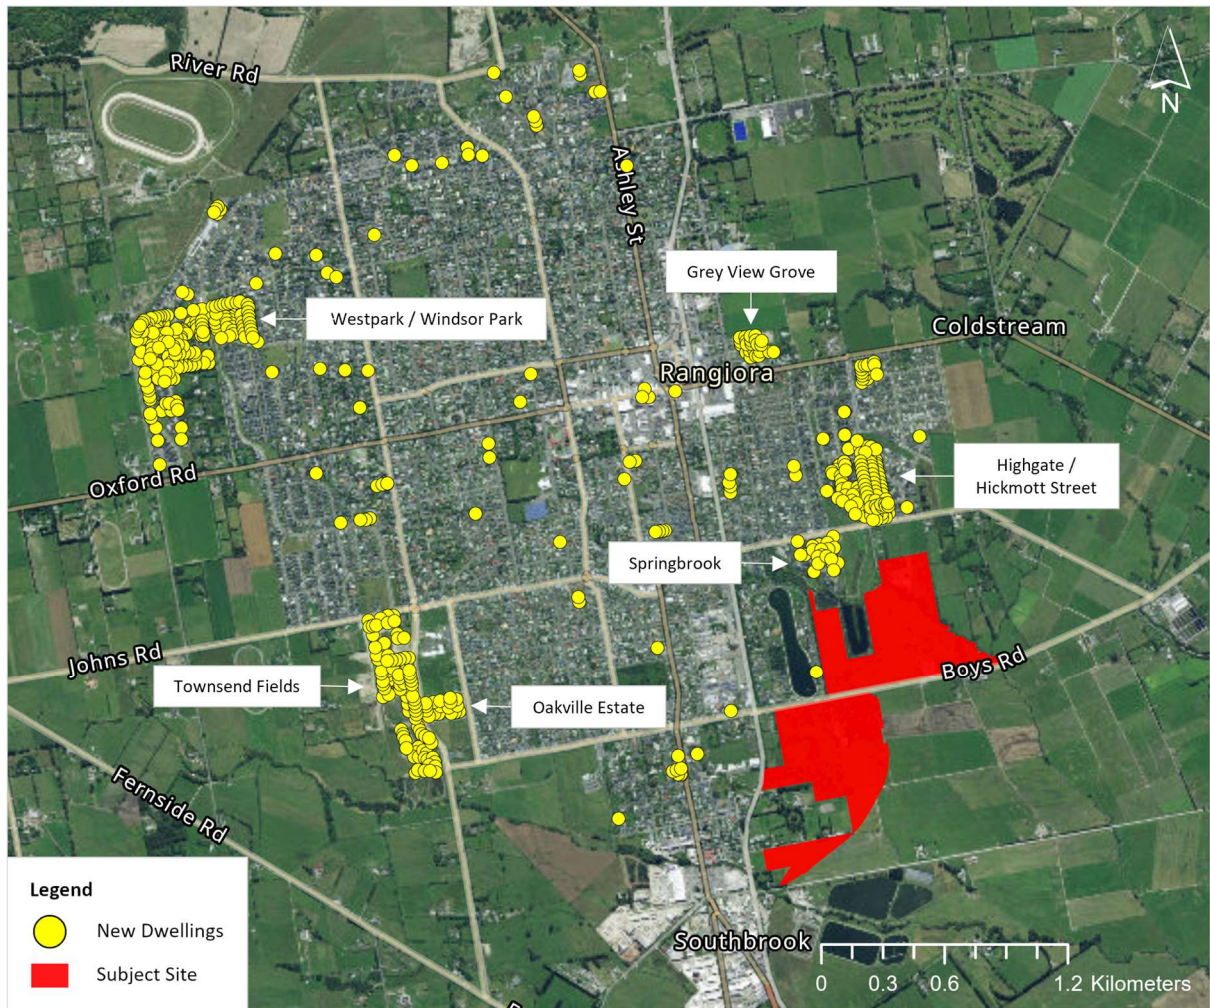 River Rd
N
Ashley St
Grey View Grove
Westpark / Windsor Park
Coldstream
Rangiora
Oxford Rd
Highgate /
Hickmott Street
Springbrook
Johns Rd
Boys Rd
Townsend Fields
Oakville Estate
Fernside Rd
Legend
New Dwellings
Subject Site
Southbrook
0 0.3 0.6 1.2 Kilometers